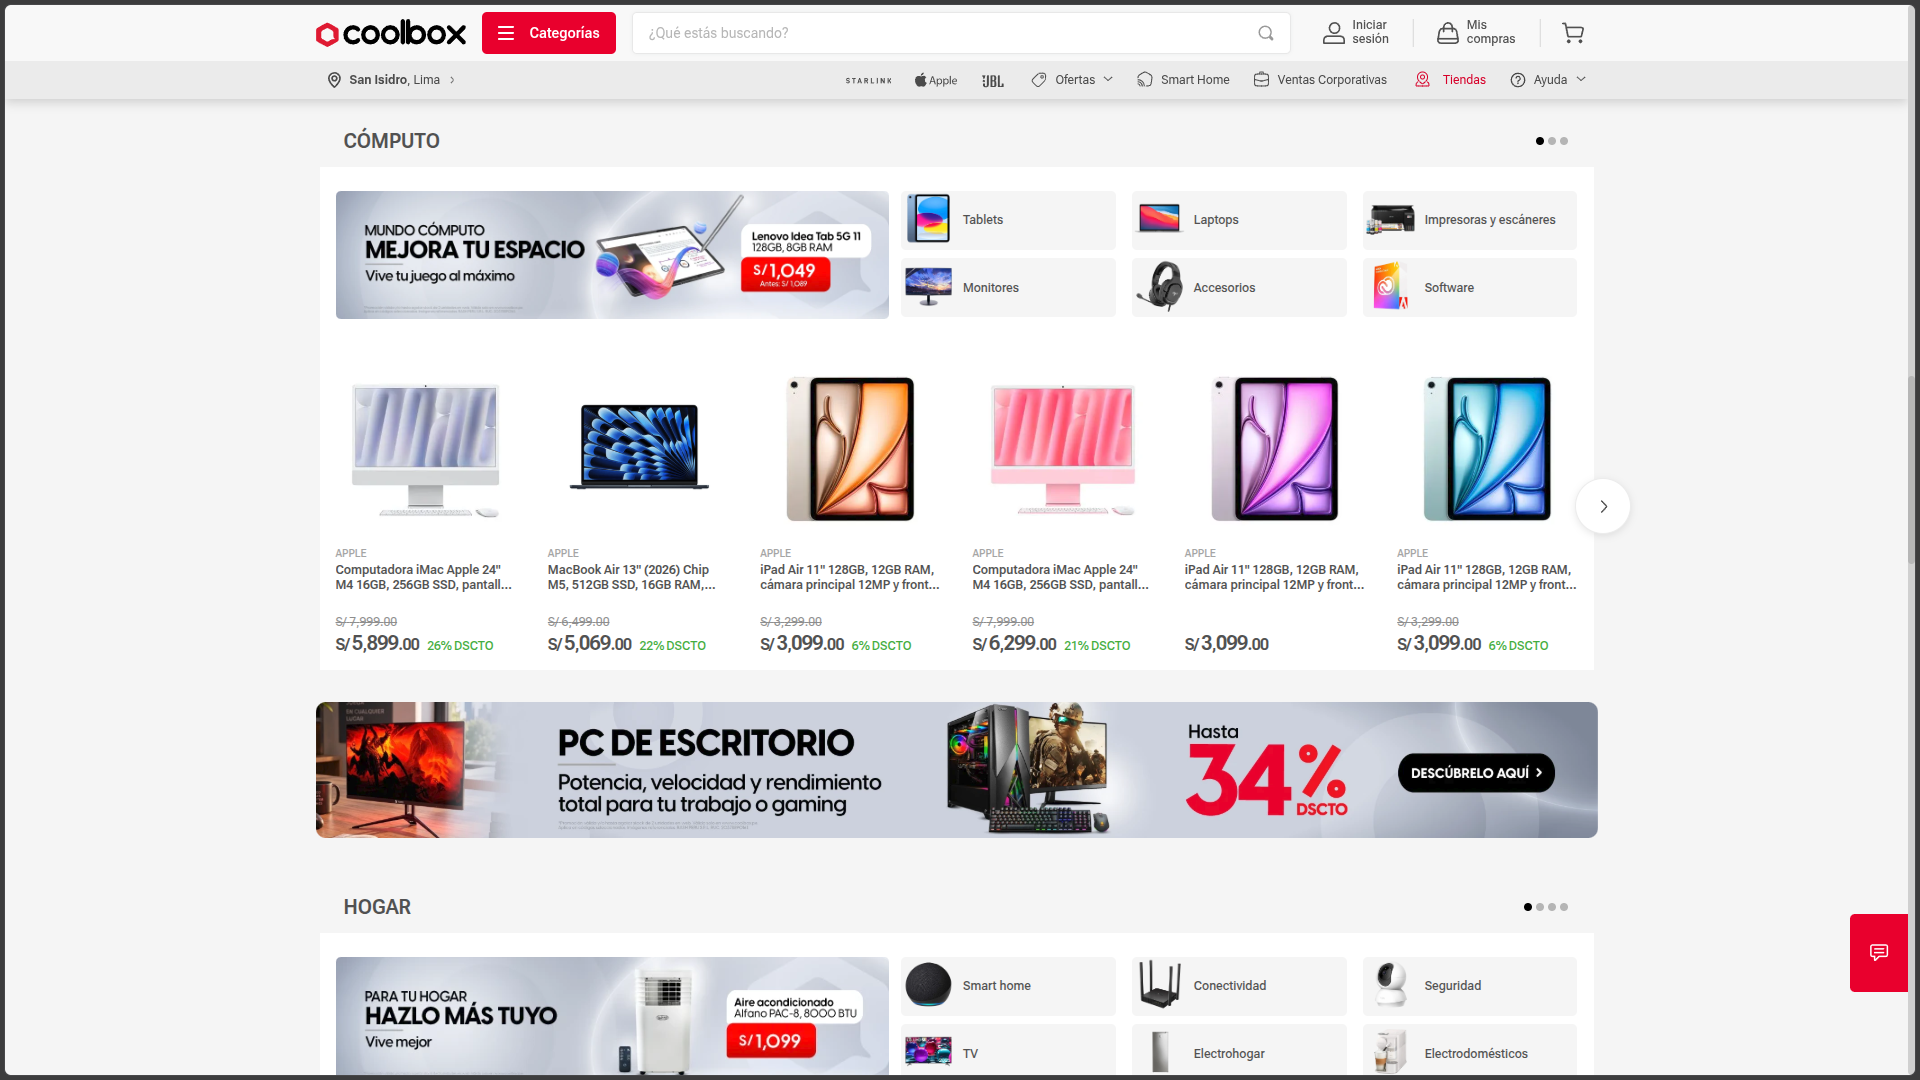 coolbox
Categorías
¿Qué estás buscando?
Iniciar
sesión
Mis
compras
San Isidro, Lima
STARLINK
Apple
JBL
Ofertas
Smart Home
Ventas Corporativas
Tiendas
Ayuda
CÓMPUTO
MUNDO CÓMPUTO
MEJORA TU ESPACIO
Vive tu juego al máximo
Lenovo Idea Tab 5G 11
128GB, 8GB RAM
S/1,049
Antes: S/ 1,089
Tablets
Laptops
Impresoras y escáneres
Monitores
Accesorios
Software
APPLE
Computadora iMac Apple 24"
M4 16GB, 256GB SSD, pantall...
S/ 7,999.00
S/ 5,899.00 26% DSCTO
APPLE
MacBook Air 13" (2026) Chip
M5, 512GB SSD, 16GB RAM,...
S/ 6,499.00
S/ 5,069.00 22% DSCTO
APPLE
iPad Air 11" 128GB, 12GB RAM,
cámara principal 12MP y front...
S/ 3,299.00
S/ 3,099.00 6% DSCTO
APPLE
Computadora iMac Apple 24"
M4 16GB, 256GB SSD, pantall...
S/ 7,999.00
S/ 6,299.00 21% DSCTO
APPLE
iPad Air 11" 128GB, 12GB RAM,
cámara principal 12MP y front...
S/ 3,099.00
APPLE
iPad Air 11" 128GB, 12GB RAM,
cámara principal 12MP y front...
S/ 3,299.00
S/ 3,099.00 6% DSCTO
EN CUALQUIER
LUGAR
PC DE ESCRITORIO
Potencia, velocidad y rendimiento
total para tu trabajo o gaming
Hasta
34%
DSCTO
DESCÚBRELO AQUÍ
HOGAR
PARA TU HOGAR
HAZLO MÁS TUYO
Vive mejor
Aire acondicionado
Alfano PAC-8, 8000 BTU
S/1,099
Smart home
Conectividad
Seguridad
TV
Electrohogar
Electrodomésticos